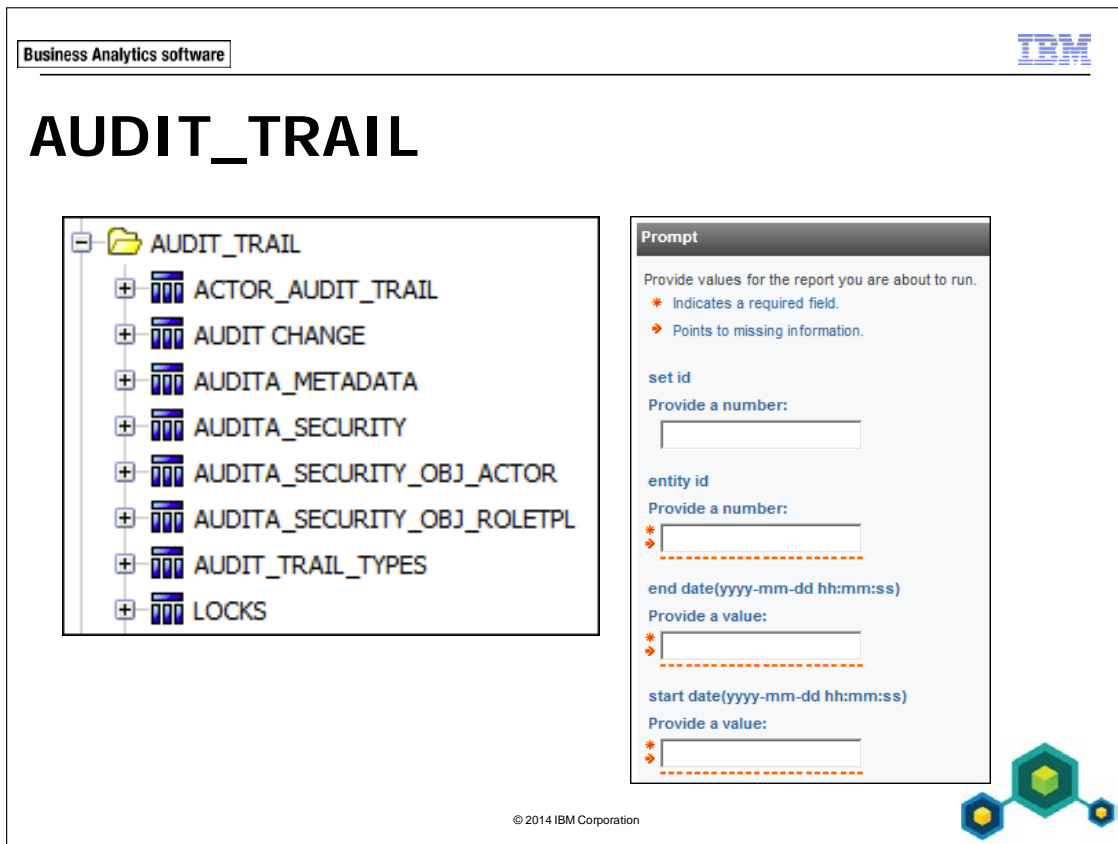 Business Analytics software
IBM
AUDIT_TRAIL
AUDIT_TRAIL
ACTOR_AUDIT_TRAIL
AUDIT CHANGE
AUDITA_METADATA
AUDITA_SECURITY
AUDITA_SECURITY_OBJ_ACTOR
AUDITA_SECURITY_OBJ_ROLETPL
AUDIT_TRAIL_TYPES
LOCKS
Prompt
Provide values for the report you are about to run.
* Indicates a required field.
Points to missing information.
set id
Provide a number:
entity id
Provide a number:
*
end date(yyyy-mm-dd hh:mm:ss)
Provide a value:
*
start date(yyyy-mm-dd hh:mm:ss)
Provide a value:
*
© 2014 IBM Corporation